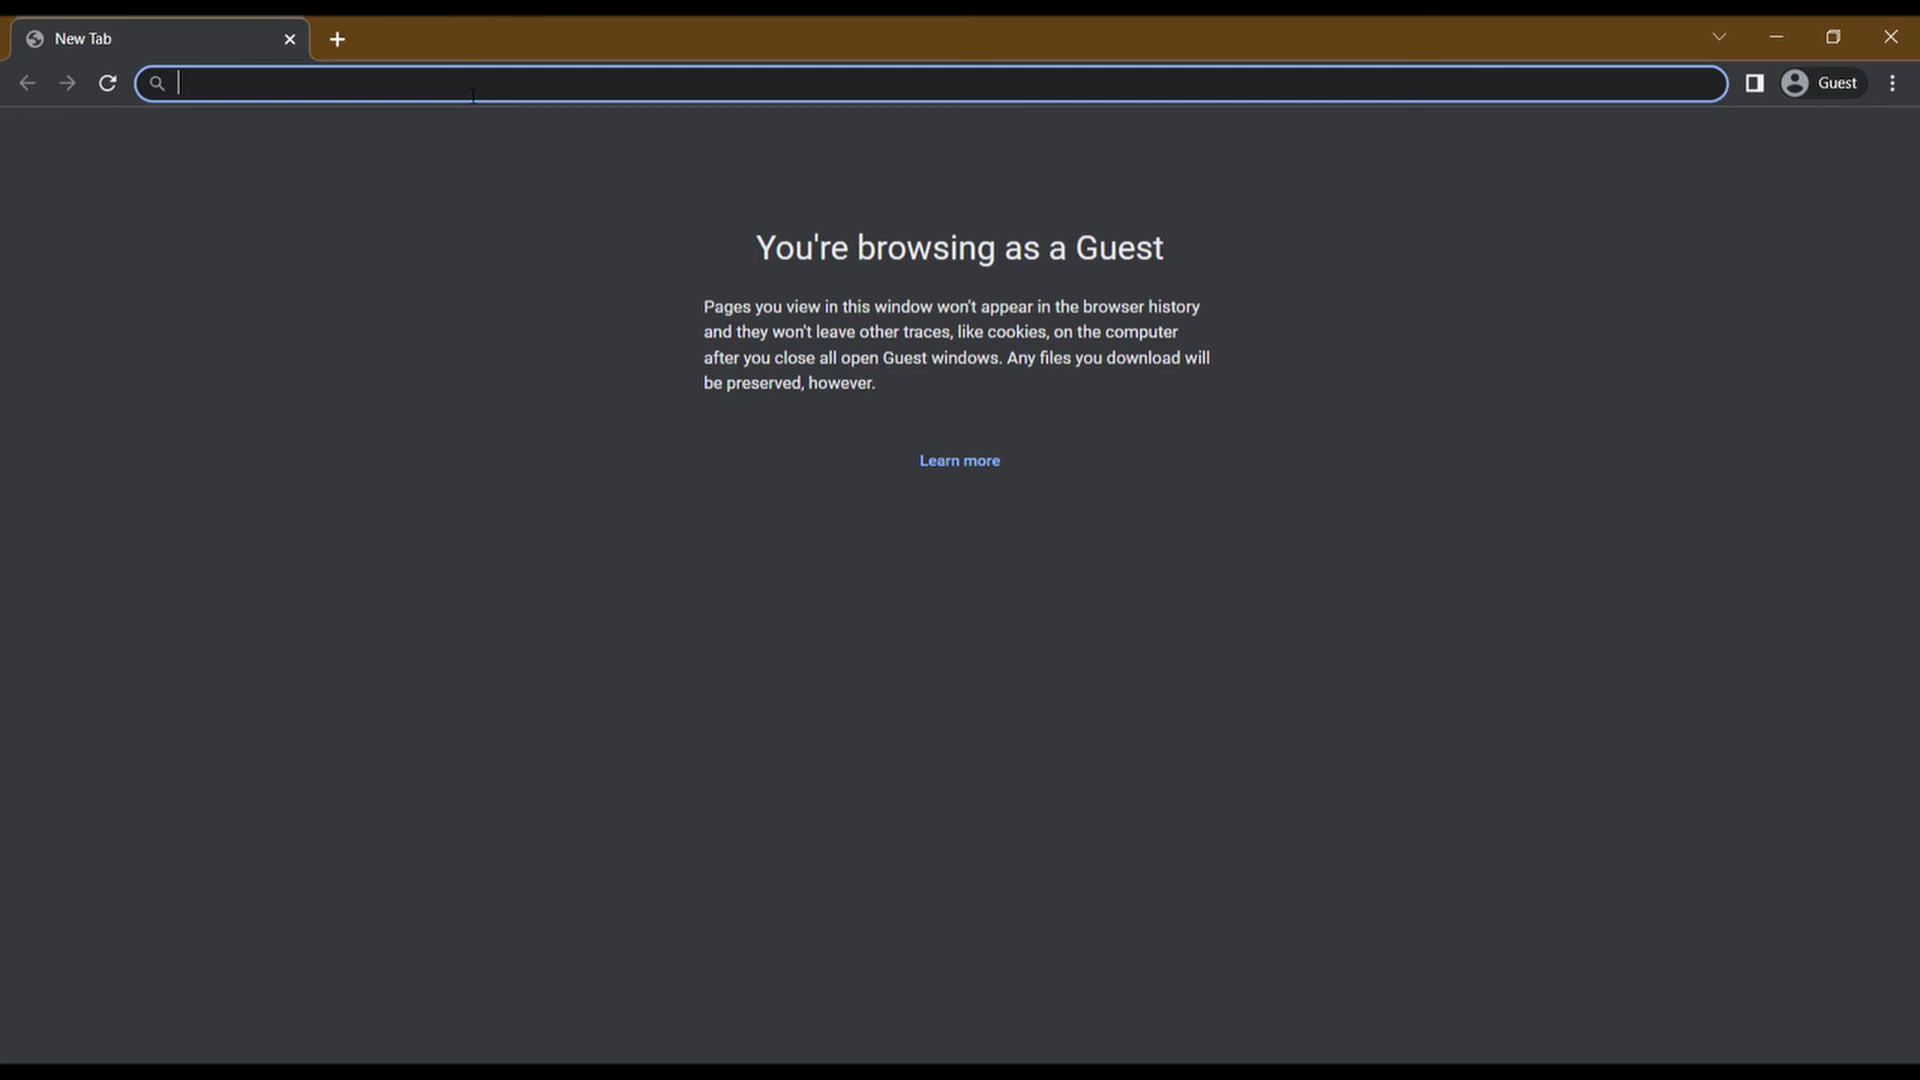 New Tab
Guest
You're browsing as a Guest
Pages you view in this window won't appear in the browser history
and they won't leave other traces, like cookies, on the computer
after you close all open Guest windows. Any files you download will
be preserved, however.
Learn more